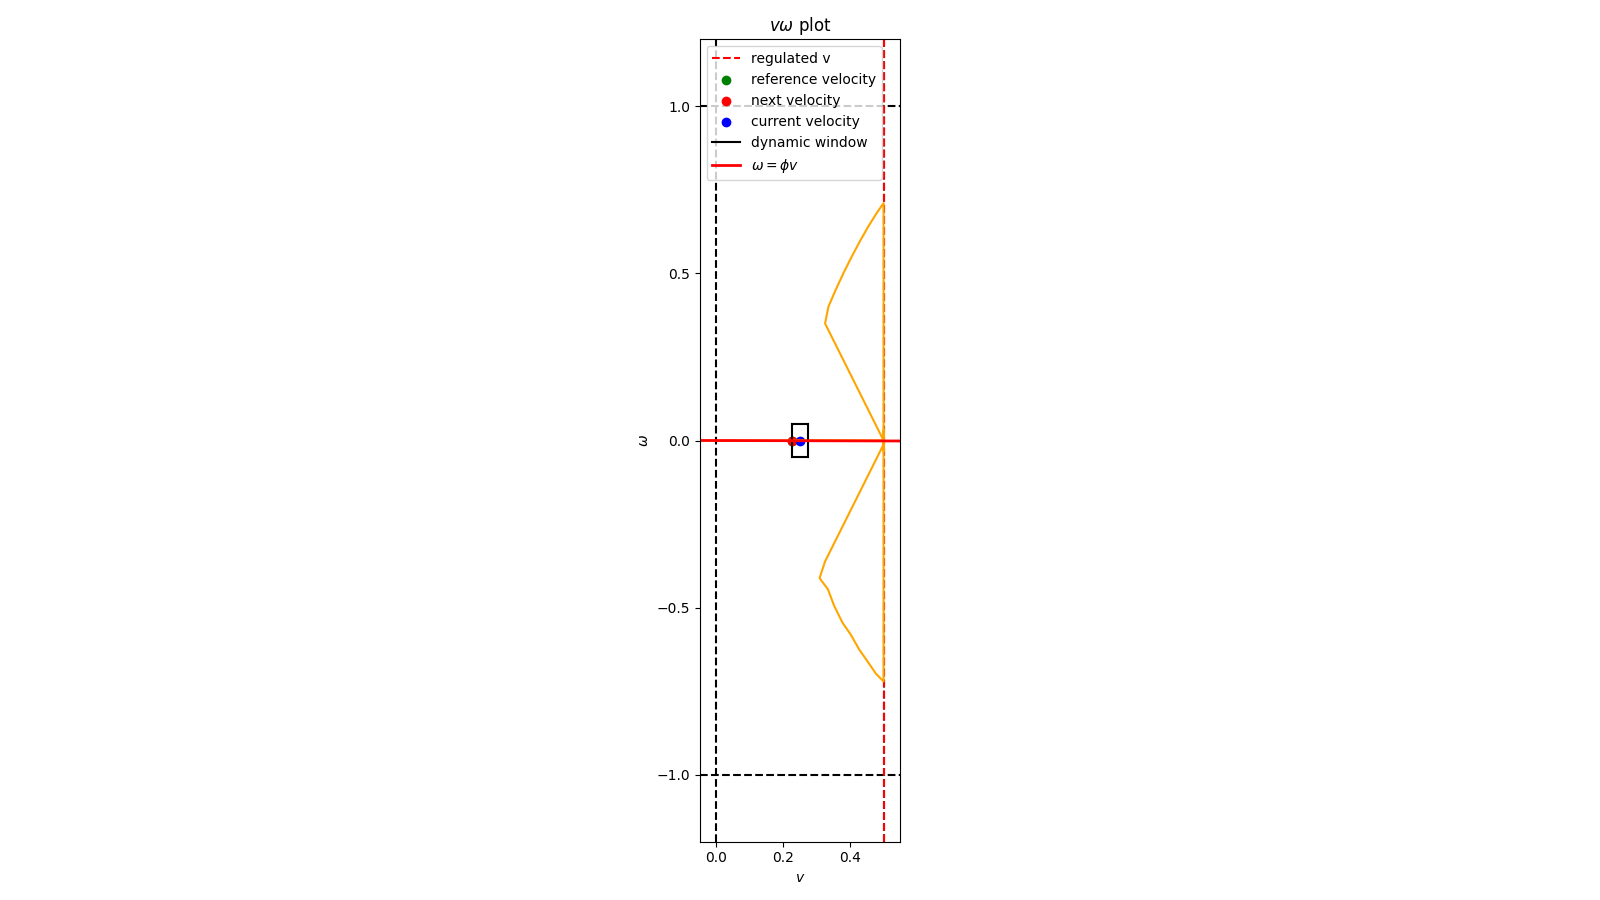 vω plot
regulated v
reference velocity
next velocity
current velocity
dynamic window
ω = ϕv
1.0
0.5
0.0
−0.5
−1.0
ω
0.0 0.2 0.4
v